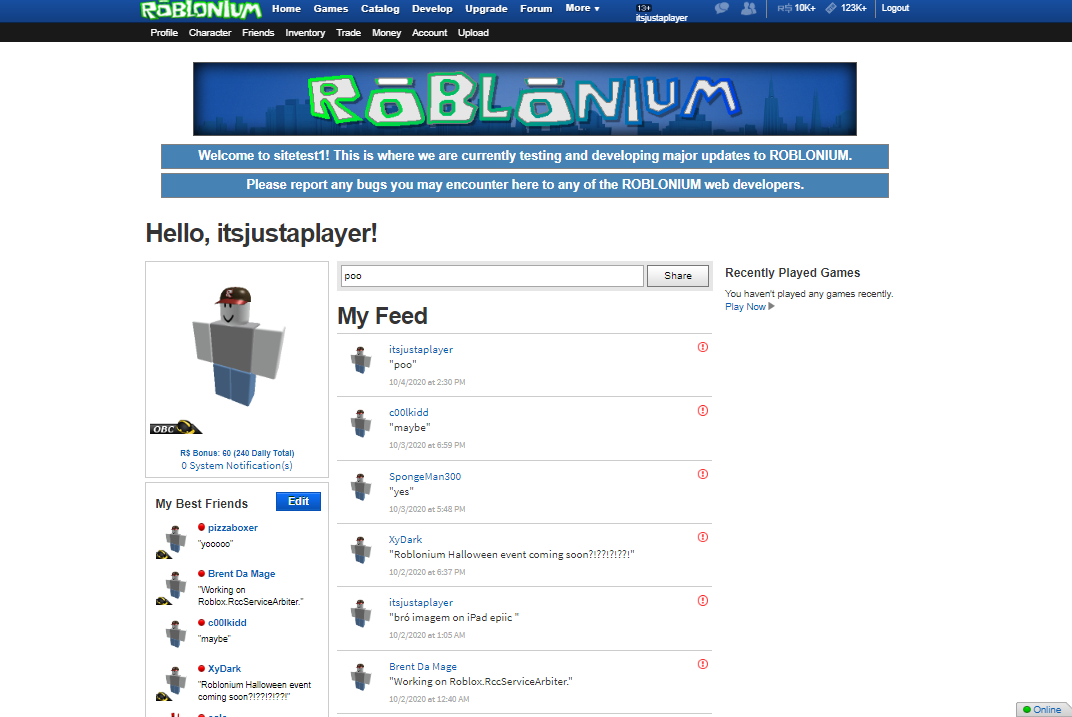 RŌBLŌNIUM Home Games Catalog Develop Upgrade Forum More 13+ R$ 10K+ 123K+ Logout
itsjustaplayer
Profile Character Friends Inventory Trade Money Account Upload
RŌBLŌNIUM
Welcome to sitetest1! This is where we are currently testing and developing major updates to ROBLONIUM.
Please report any bugs you may encounter here to any of the ROBLONIUM web developers.
Hello, itsjustaplayer!
OBC
R$ Bonus: 60 (240 Daily Total)
0 System Notification(s)
My Best Friends Edit
pizzaboxer
"yooooo"
Brent Da Mage
"Working on
Roblox.RccServiceArbiter."
c00lkidd
"maybe"
XyDark
"Roblonium Halloween event
coming soon?!??!?!??!"
poo Share
My Feed
itsjustaplayer
"poo"
10/4/2020 at 2:30 PM
c00lkidd
"maybe"
10/3/2020 at 6:59 PM
SpongeMan300
"yes"
10/3/2020 at 5:48 PM
XyDark
"Roblonium Halloween event coming soon?!??!?!??!"
10/2/2020 at 6:37 PM
itsjustaplayer
"bró imagem on iPad epiic "
10/2/2020 at 1:05 AM
Brent Da Mage
"Working on Roblox.RccServiceArbiter."
10/2/2020 at 12:40 AM
Recently Played Games
You haven't played any games recently.
Play Now
Online